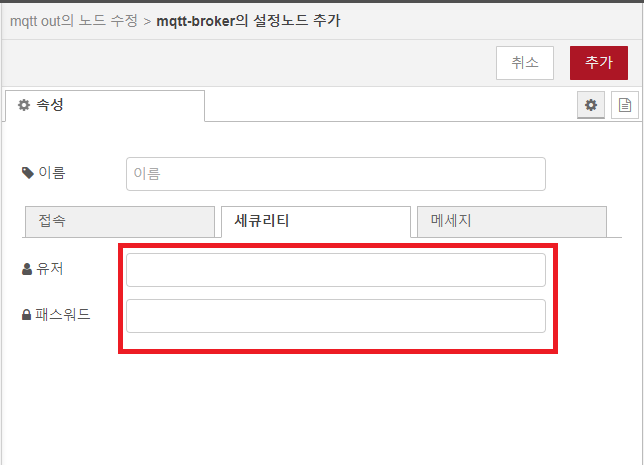 mqtt out의 노드 수정 > mqtt-broker의 설정노드 추가
취소 추가
속성
이름 이름
접속 세큐리티 메세지
유저
패스워드